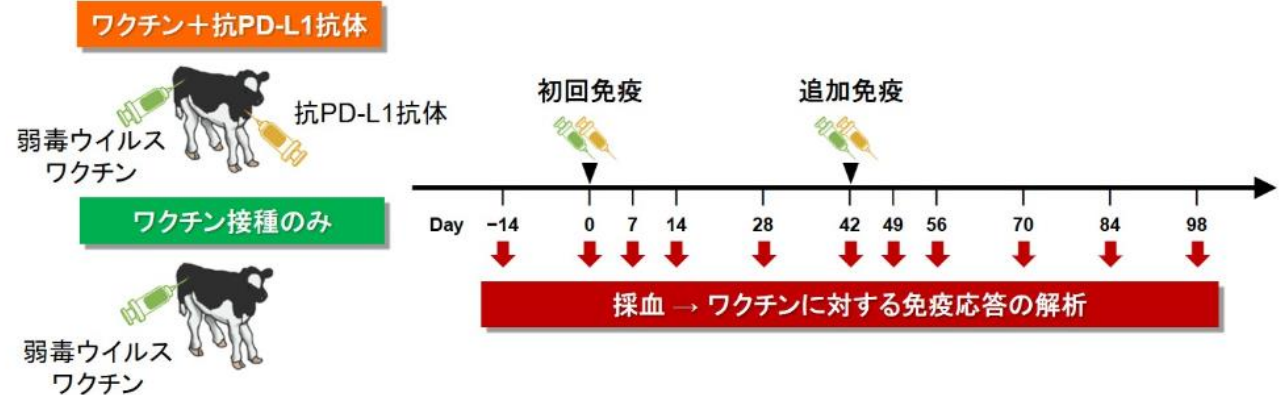 ワクチン＋抗PD-L1抗体
抗PD-L1抗体
弱毒ウイルス
ワクチン
ワクチン接種のみ
弱毒ウイルス
ワクチン
初回免疫
追加免疫
Day −14 0 7 14 28 42 49 56 70 84 98
採血 → ワクチンに対する免疫応答の解析